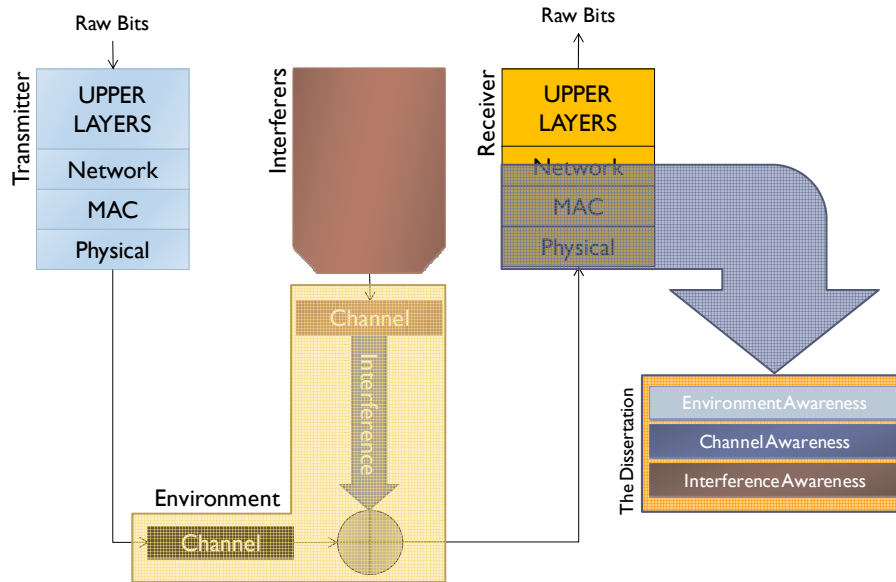 Raw Bits
Transmitter
UPPER
LAYERS
Network
MAC
Physical
Interferers
Channel
Interference
Environment
Channel
Raw Bits
Receiver
UPPER
LAYERS
Network
MAC
Physical
The Dissertation
Environment Awareness
Channel Awareness
Interference Awareness